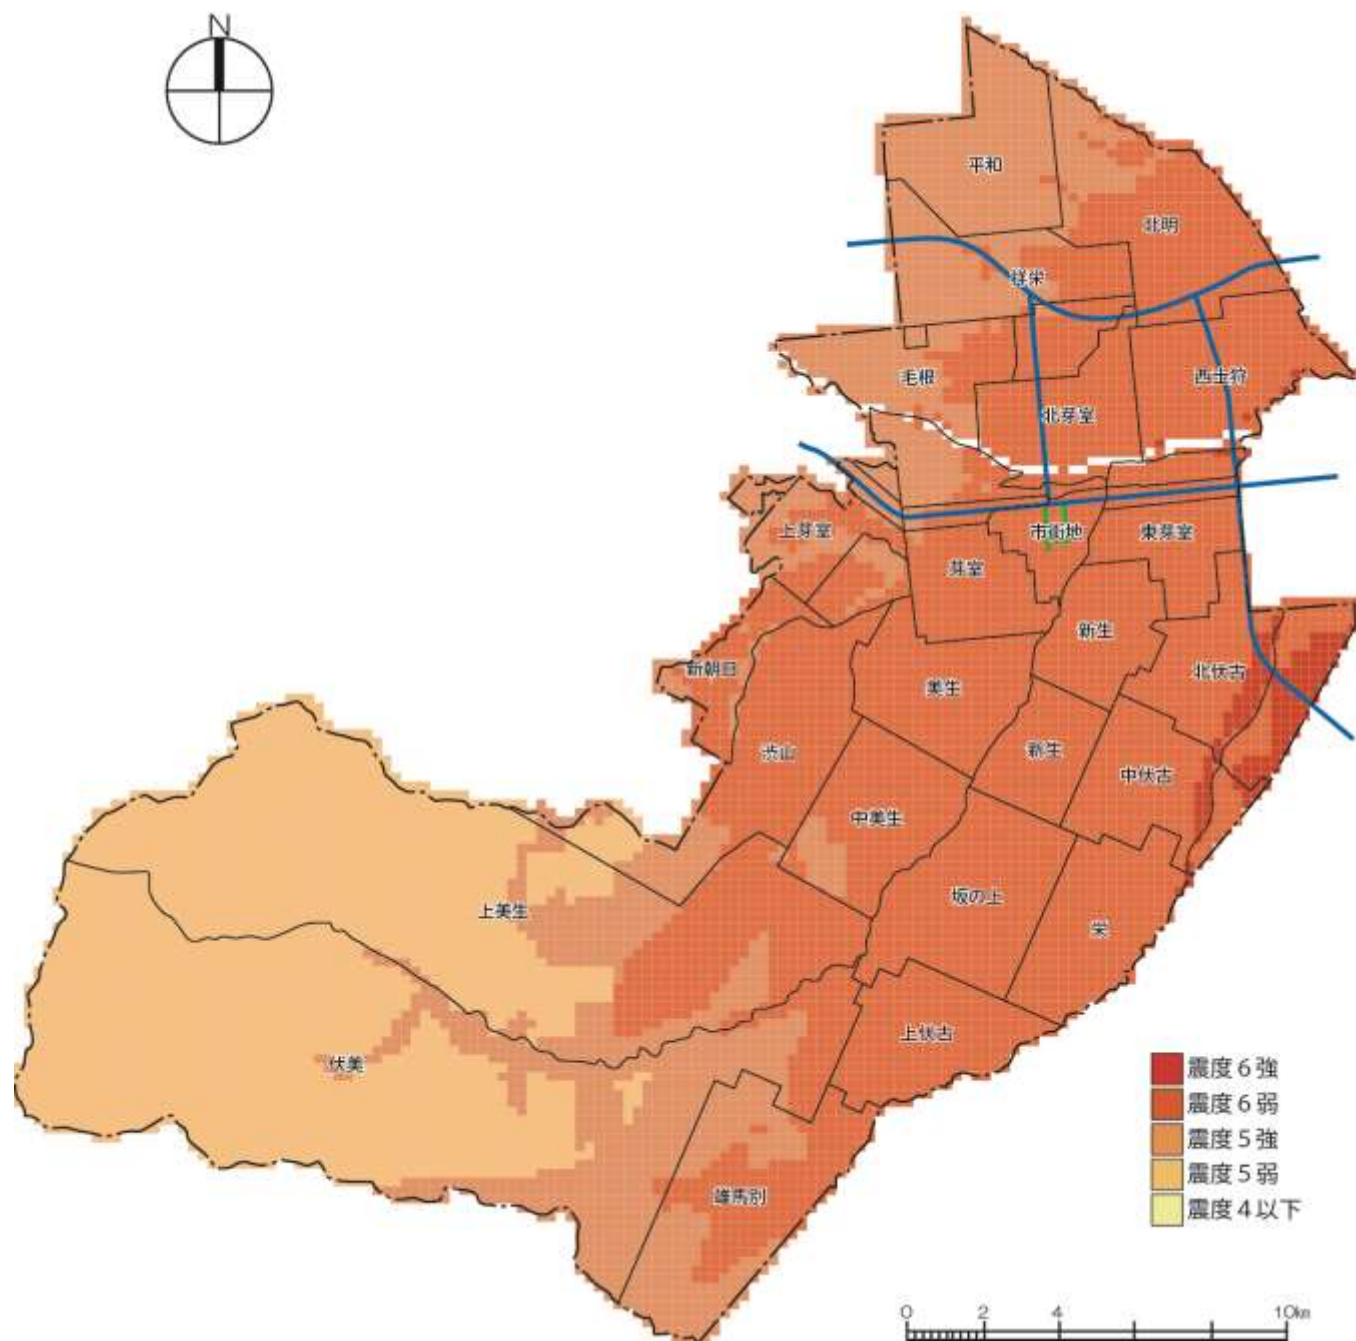 N
平和
北明
祥栄
毛根
西士狩
北芽室
上芽室
市街地
東芽室
芽室
新生
新朝日
美生
北伏古
渋山
新生
中伏古
中美生
上美生
坂の上
栄
上伏古
伏美
雄馬別
震度6強
震度6弱
震度5強
震度5弱
震度4以下
0 2 4 10km